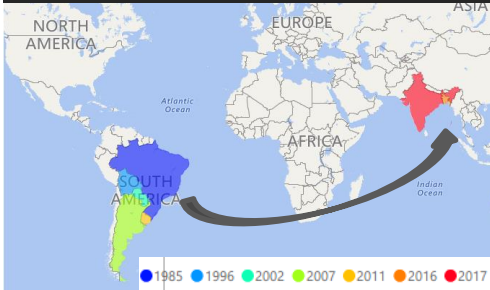 ASIA
EUROPE
NORTH
AMERICA
Atlantic
Ocean
AFRICA
SOUTH
AMERICA
Indian
Ocean
1985 1996 2002 2007 2011 2016 2017